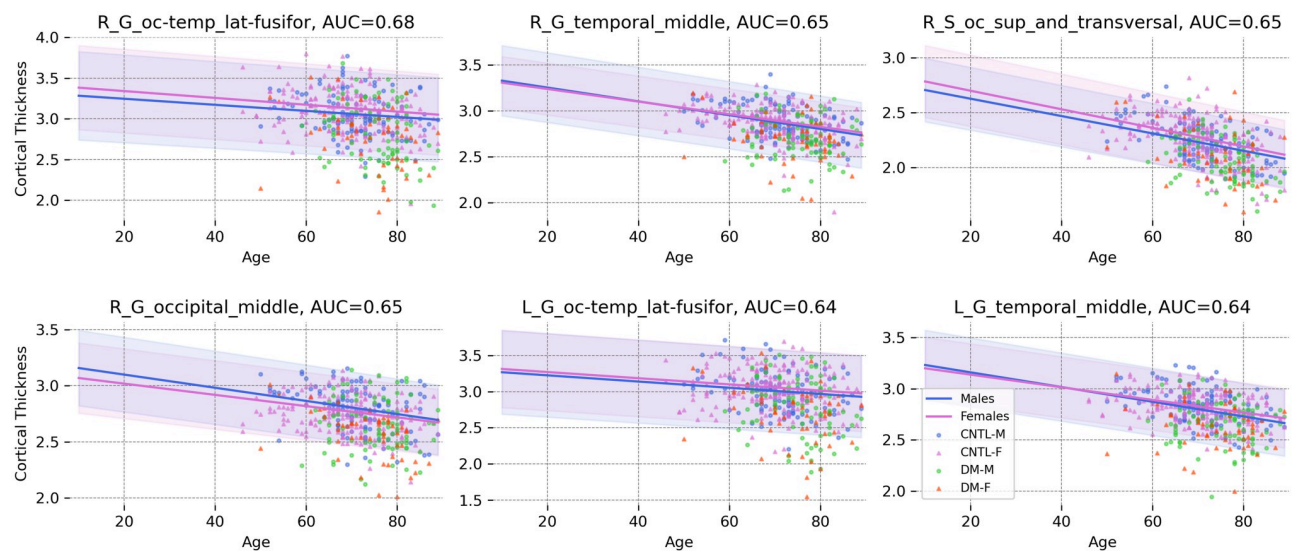 R_G_oc-temp_lat-fusifor, AUC=0.68
R_G_temporal_middle, AUC=0.65
R_S_oc_sup_and_transversal, AUC=0.65
Cortical Thickness
4.0
3.5
3.0
2.5
2.0
20
40
60
80
Age
3.5
3.0
2.5
2.0
20
40
60
80
Age
3.0
2.5
2.0
20
40
60
80
Age
R_G_occipital_middle, AUC=0.65
L_G_oc-temp_lat-fusifor, AUC=0.64
L_G_temporal_middle, AUC=0.64
Cortical Thickness
3.5
3.0
2.5
2.0
20
40
60
80
Age
3.5
3.0
2.5
2.0
1.5
20
40
60
80
Age
3.5
3.0
2.5
2.0
Males
Females
CNTL-M
CNTL-F
DM-M
DM-F
20
40
60
80
Age